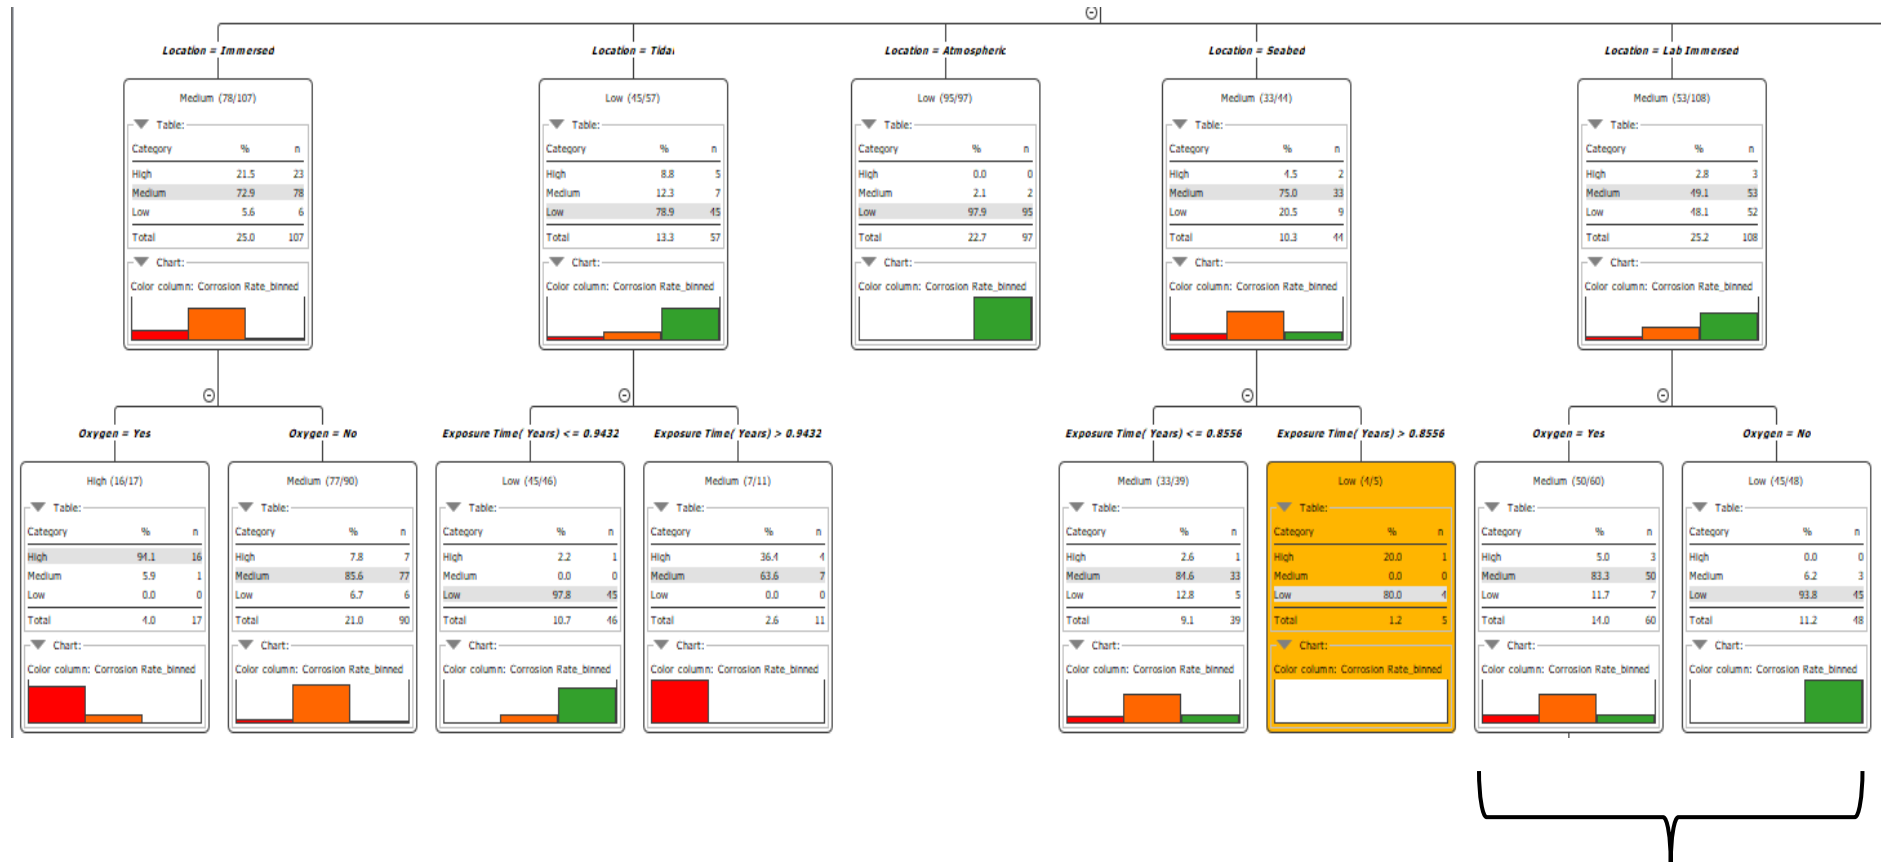 Location = Immersed
Medium (78/107)
Table:
Category % n
High 21.5 23
Medium 72.9 78
Low 5.6 6
Total 25.0 107
Chart:
Color column: Corrosion Rate_binned
Location = Tidal
Low (45/57)
Table:
Category % n
High 8.8 5
Medium 12.3 7
Low 78.9 45
Total 13.3 57
Chart:
Color column: Corrosion Rate_binned
Location = Atmospheric
Low (95/97)
Table:
Category % n
High 0.0 0
Medium 2.1 2
Low 97.9 95
Total 22.7 97
Chart:
Color column: Corrosion Rate_binned
Location = Seabed
Medium (33/44)
Table:
Category % n
High 4.5 2
Medium 75.0 33
Low 20.5 9
Total 10.3 44
Chart:
Color column: Corrosion Rate_binned
Location = Lab Immersed
Medium (53/108)
Table:
Category % n
High 2.8 3
Medium 49.1 53
Low 48.1 52
Total 25.2 108
Chart:
Color column: Corrosion Rate_binned
Oxygen = Yes
High (16/17)
Table:
Category % n
High 94.1 16
Medium 5.9 1
Low 0.0 0
Total 4.0 17
Chart:
Color column: Corrosion Rate_binned
Oxygen = No
Medium (77/90)
Table:
Category % n
High 7.8 7
Medium 85.6 77
Low 6.7 6
Total 21.0 90
Chart:
Color column: Corrosion Rate_binned
Exposure Time( Years) <= 0.9432
Low (45/46)
Table:
Category % n
High 2.2 1
Medium 0.0 0
Low 97.8 45
Total 10.7 46
Chart:
Color column: Corrosion Rate_binned
Exposure Time( Years) > 0.9432
Medium (7/11)
Table:
Category % n
High 36.4 4
Medium 63.6 7
Low 0.0 0
Total 2.6 11
Chart:
Color column: Corrosion Rate_binned
Exposure Time( Years) <= 0.8556
Medium (33/39)
Table:
Category % n
High 2.6 1
Medium 84.6 33
Low 12.8 5
Total 9.1 39
Chart:
Color column: Corrosion Rate_binned
Exposure Time( Years) > 0.8556
Low (4/5)
Table:
Category % n
High 20.0 1
Medium 0.0 0
Low 80.0 4
Total 1.2 5
Chart:
Color column: Corrosion Rate_binned
Oxygen = Yes
Medium (50/60)
Table:
Category % n
High 5.0 3
Medium 83.3 50
Low 11.7 7
Total 14.0 60
Chart:
Color column: Corrosion Rate_binned
Oxygen = No
Low (45/48)
Table:
Category % n
High 0.0 0
Medium 6.2 3
Low 93.8 45
Total 11.2 48
Chart:
Color column: Corrosion Rate_binned